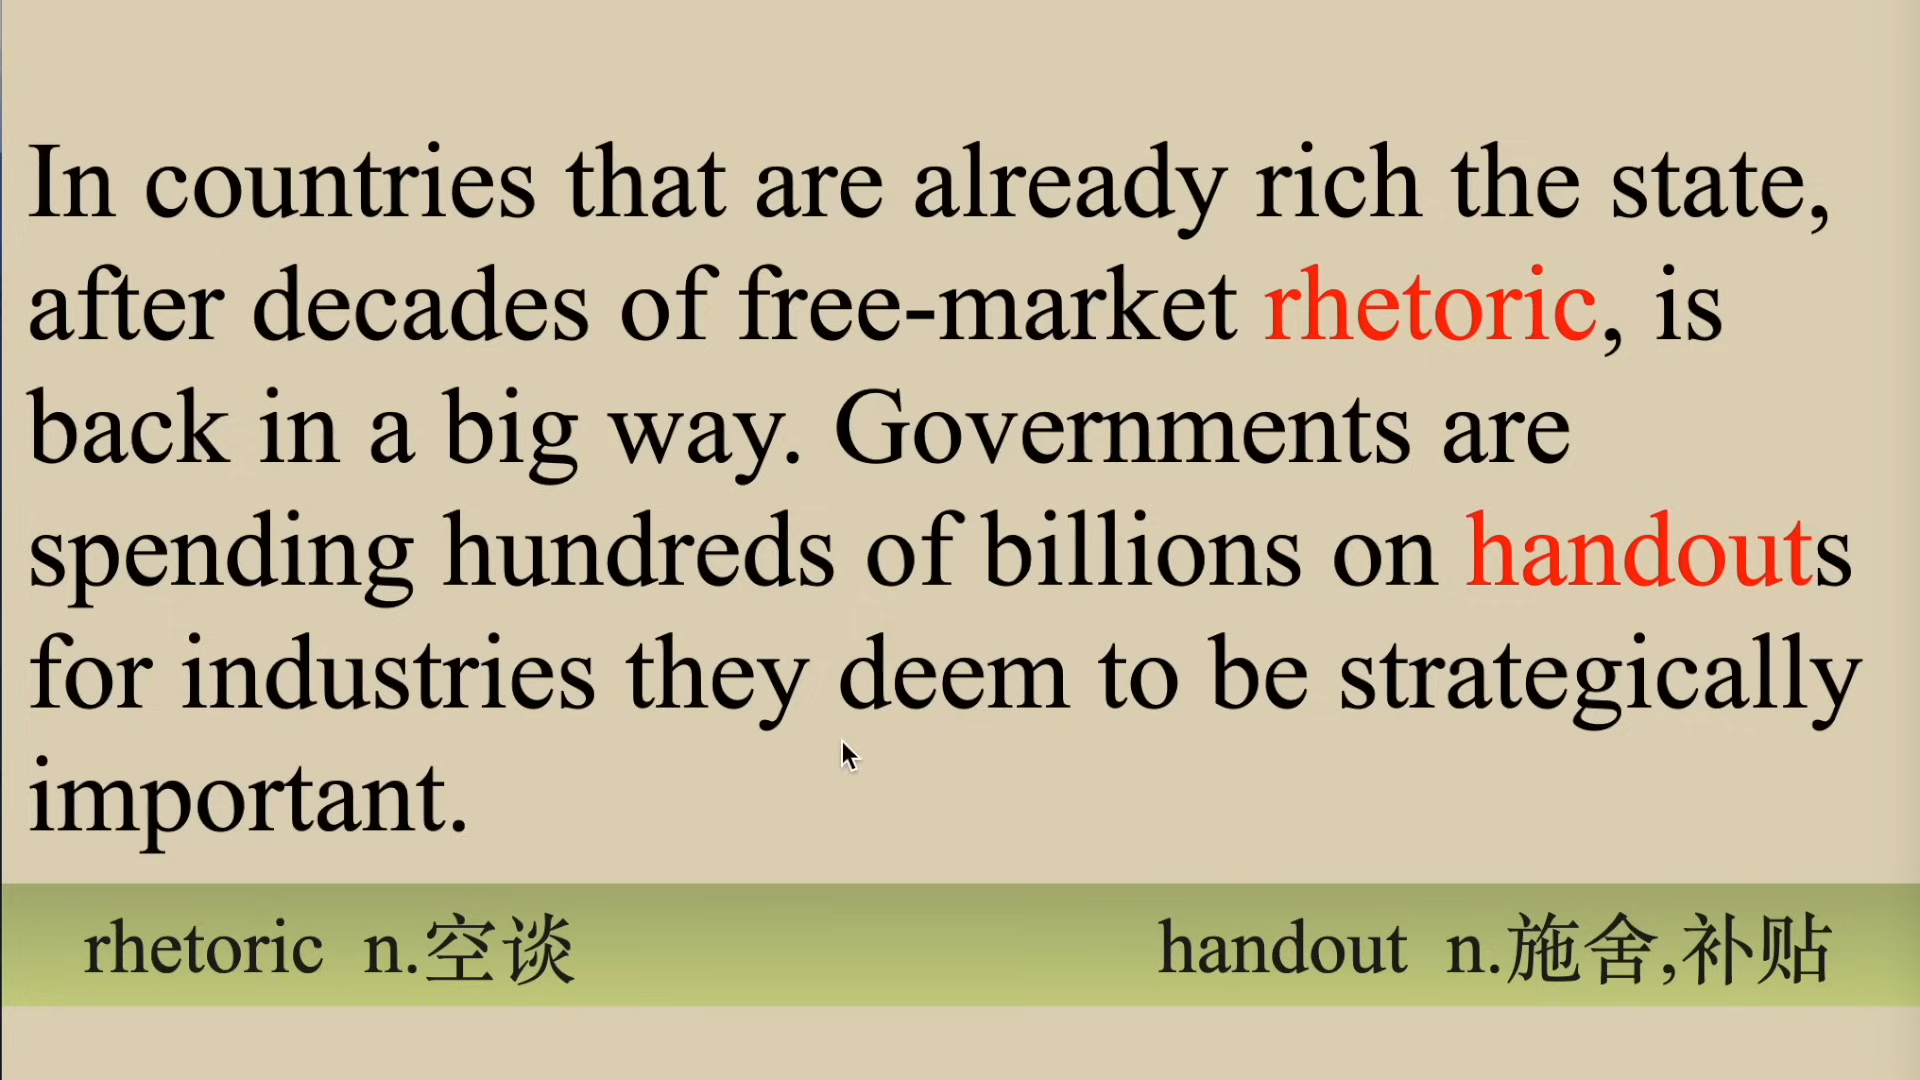 In countries that are already rich the state,
after decades of free-market rhetoric, is
back in a big way. Governments are
spending hundreds of billions on handouts
for industries they deem to be strategically
important.
rhetoric n.空谈 handout n.施舍,补贴